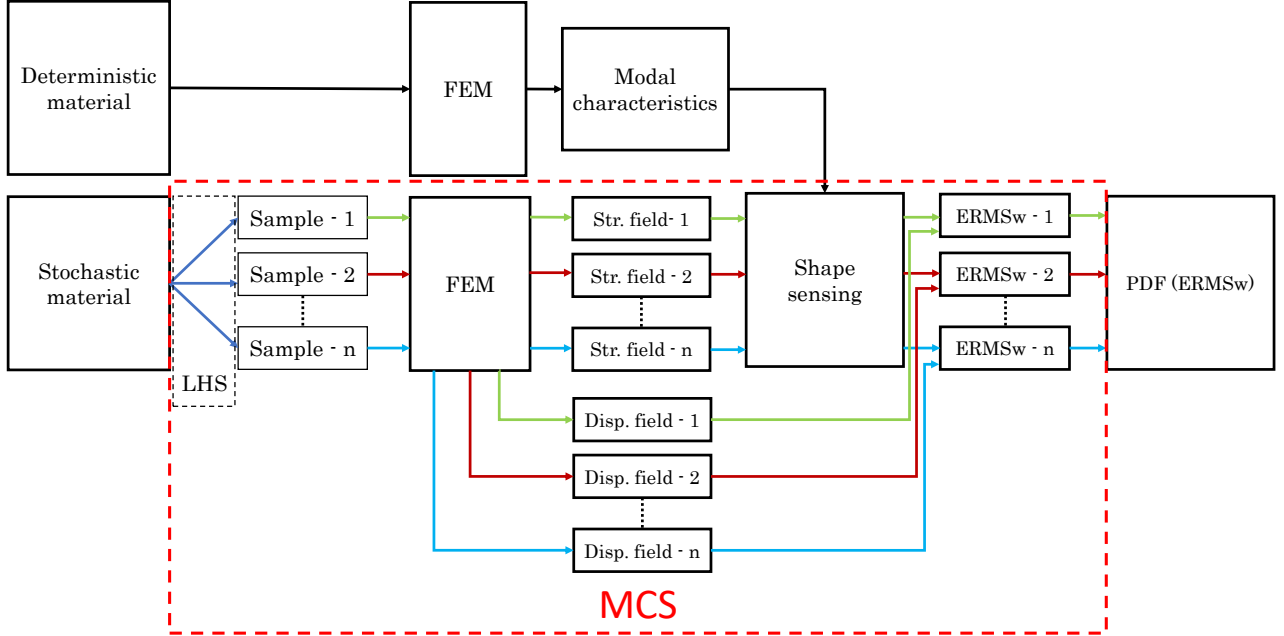 Deterministic
material
FEM
Modal
characteristics
Stochastic
material
LHS
Sample - 1
Sample - 2
Sample - n
FEM
Str. field- 1
Str. field - 2
Str. field - n
Disp. field - 1
Disp. field - 2
Disp. field - n
Shape
sensing
ERMSw - 1
ERMSw - 2
ERMSw - n
PDF (ERMSw)
MCS